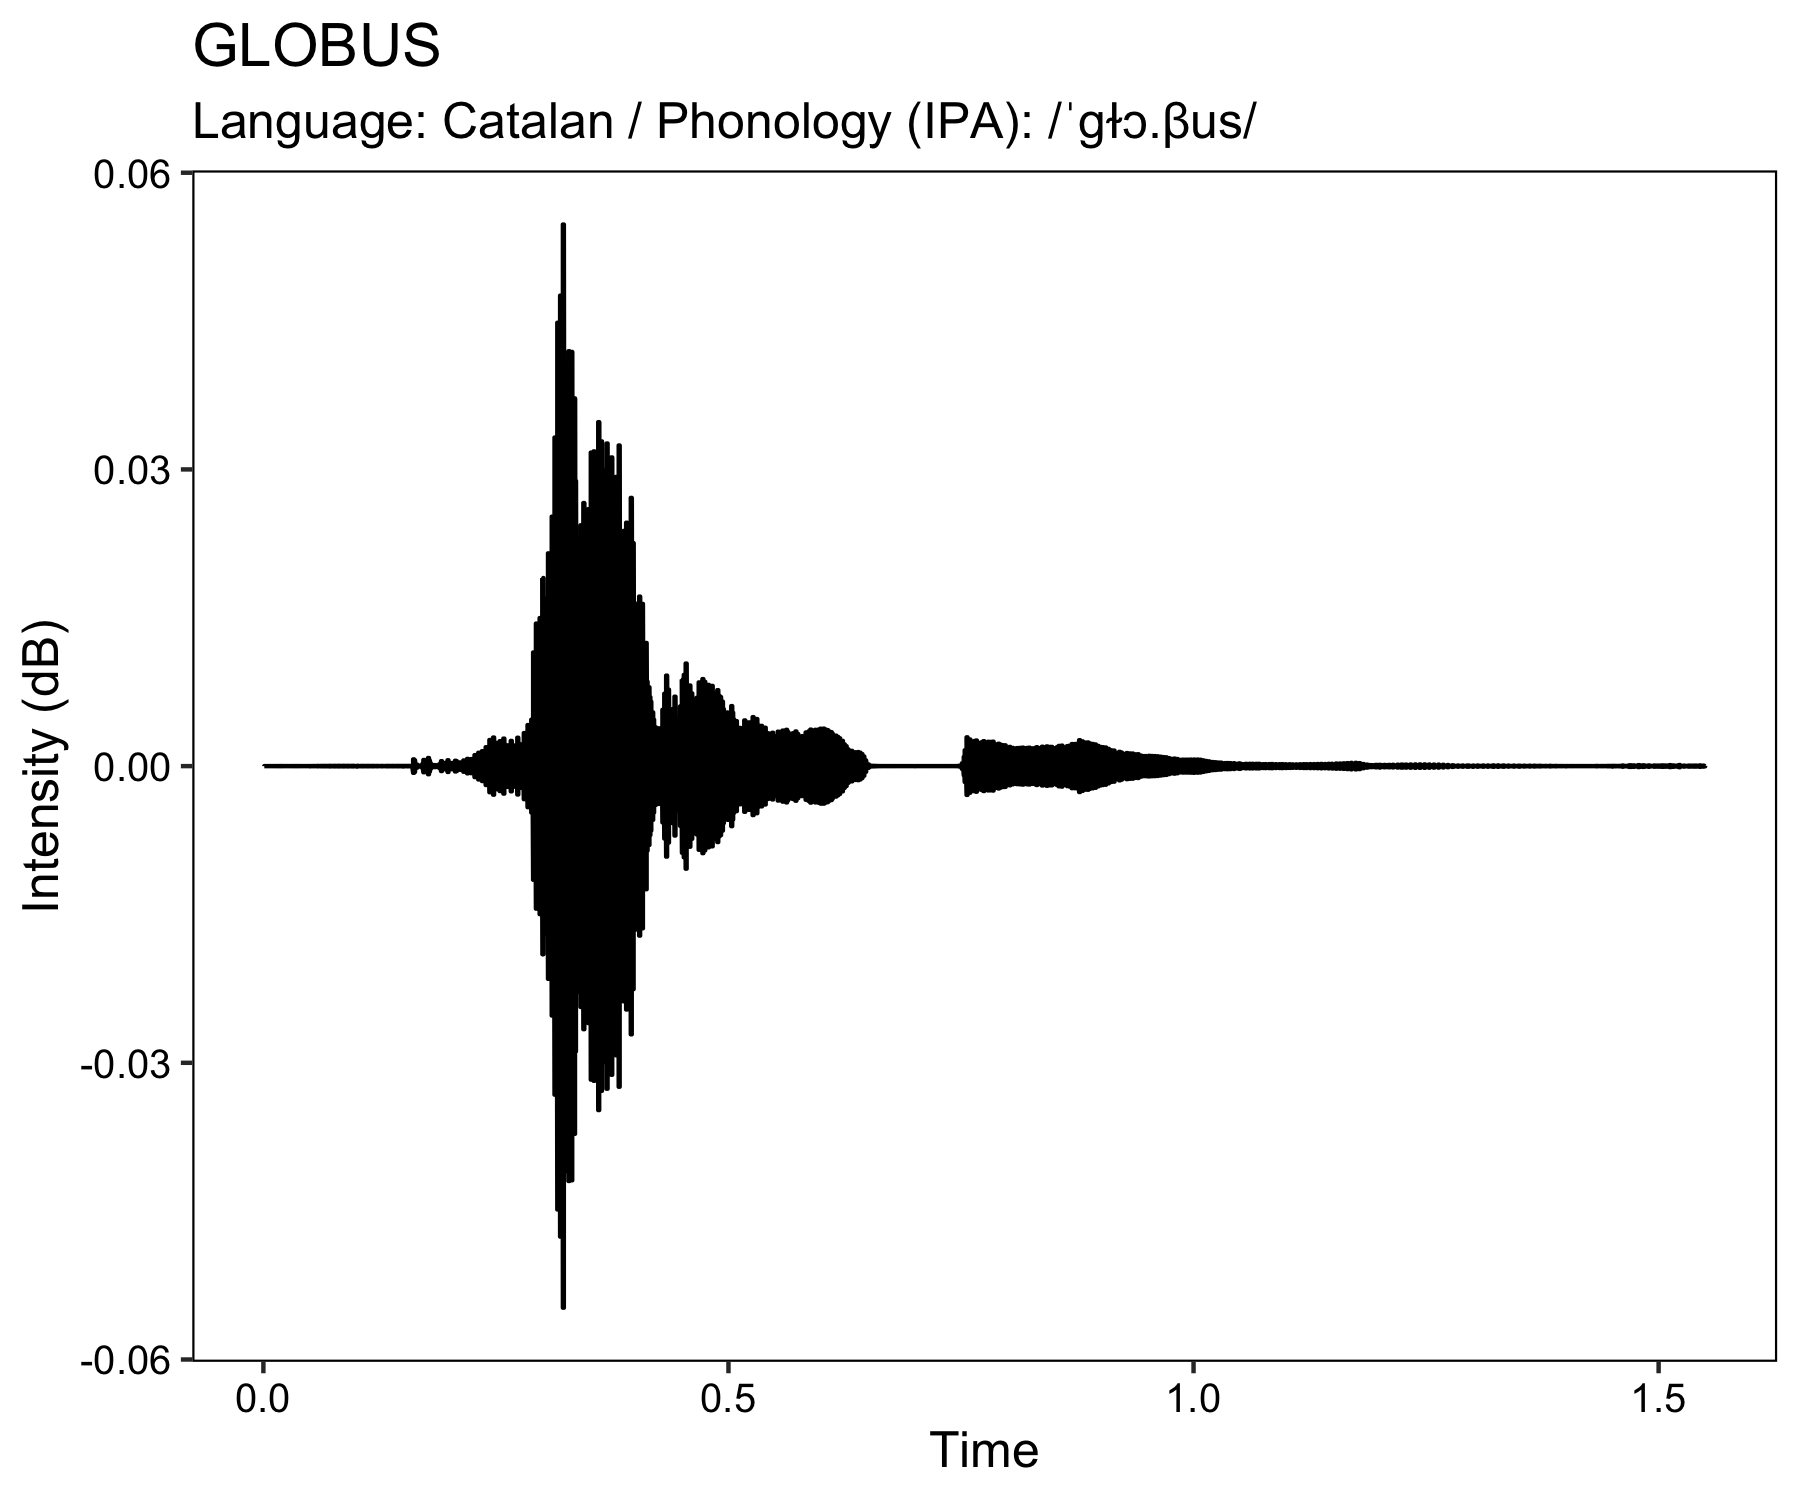 GLOBUS
Language: Catalan / Phonology (IPA): /ˈgɫɔ.βus/
0.06
0.03
0.00
-0.03
-0.06
Intensity (dB)
0.0 0.5 1.0 1.5
Time